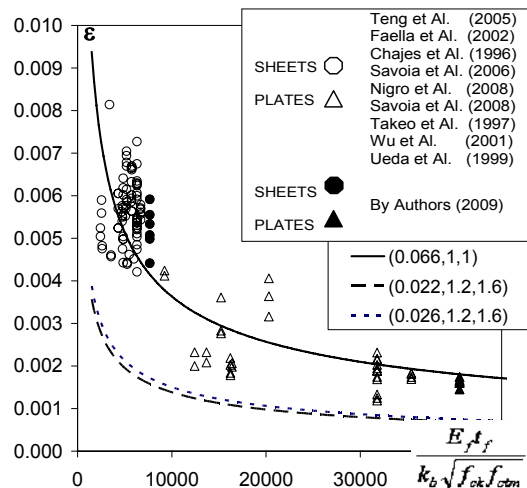 0.010
0.009
0.008
0.007
0.006
0.005
0.004
0.003
0.002
0.001
0.000
ε
SHEETS
PLATES
Teng et Al. (2005)
Faella et Al. (2002)
Chajes et Al. (1996)
Savoia et Al. (2006)
Nigro et Al. (2008)
Savoia et Al. (2008)
Takeo et Al. (1997)
Wu et Al. (2001)
Ueda et Al. (1999)
SHEETS
PLATES
By Authors (2009)
(0.066,1,1)
(0.022,1.2,1.6)
(0.026,1.2,1.6)
0 10000 20000 30000
E_f t_f
k_b √f_ck f_ctm